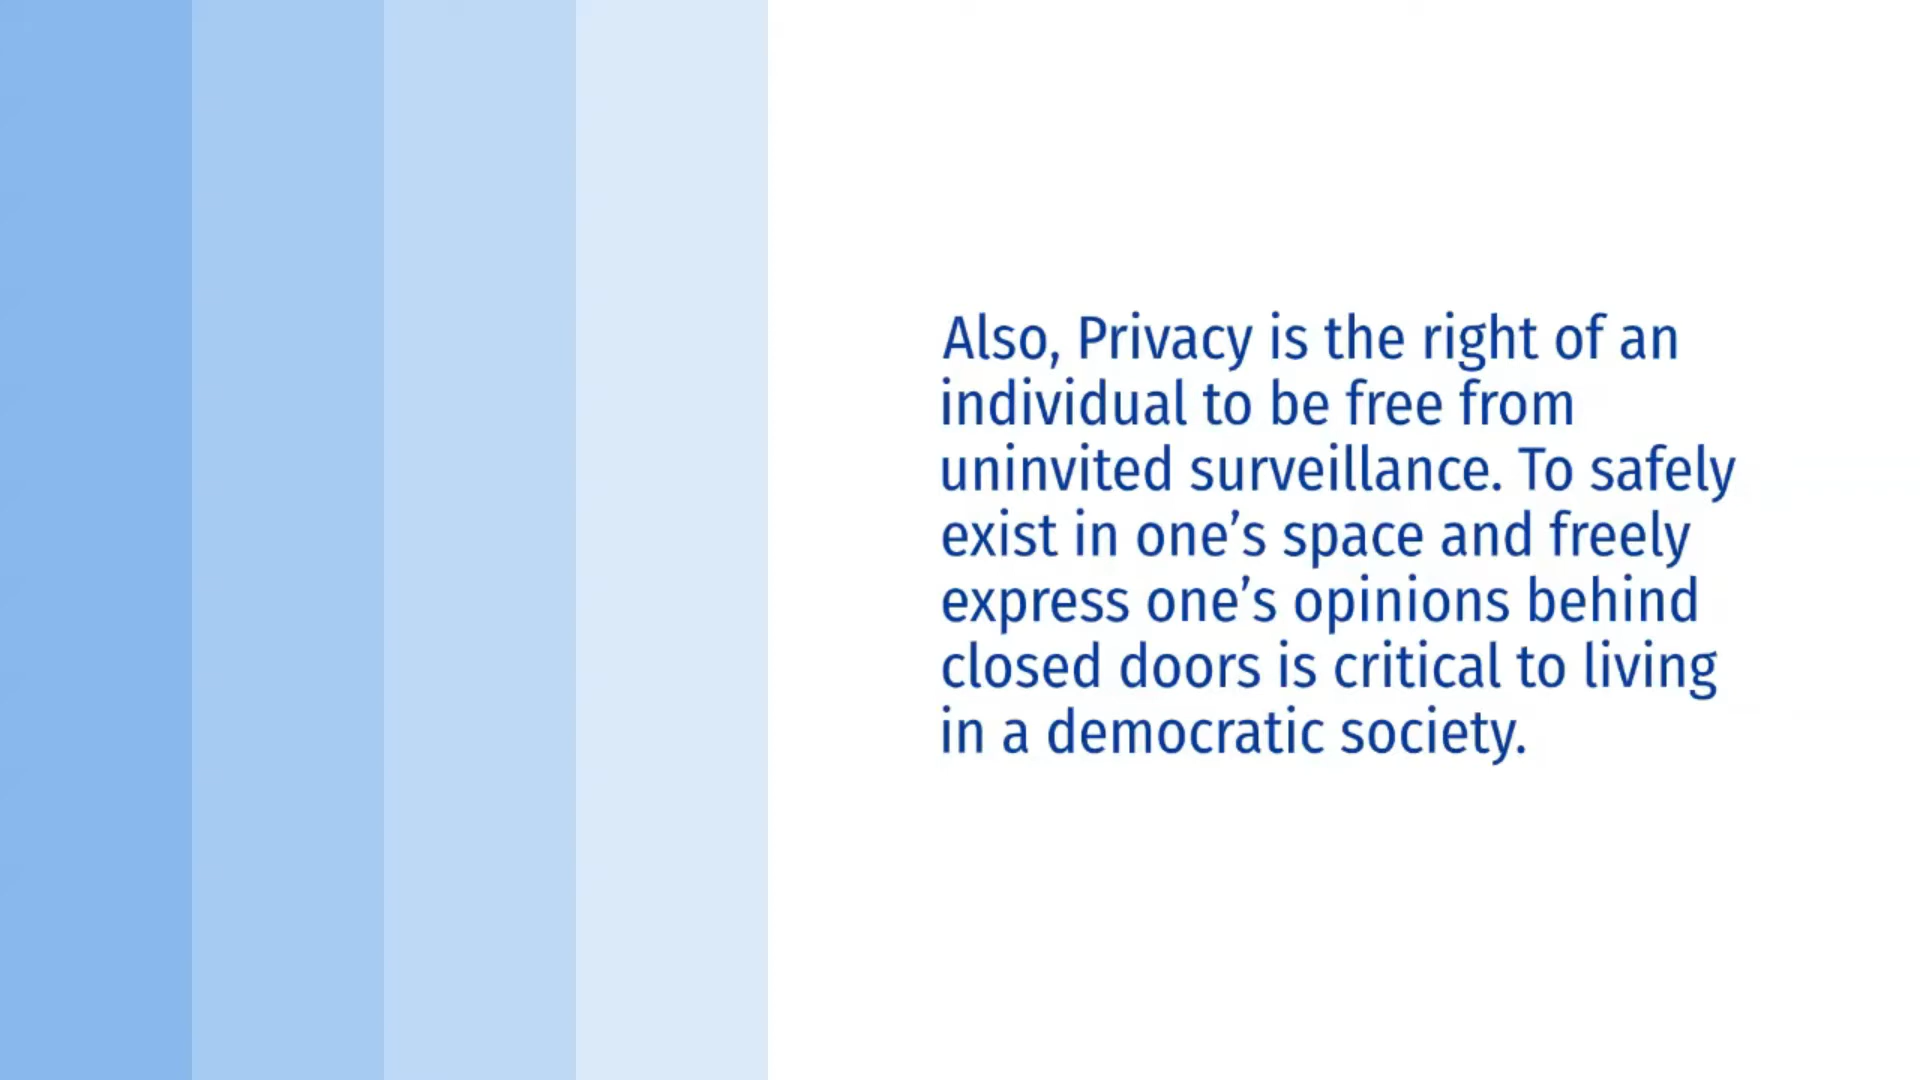 Also, Privacy is the right of an
individual to be free from
uninvited surveillance. To safely
exist in one’s space and freely
express one’s opinions behind
closed doors is critical to living
in a democratic society.